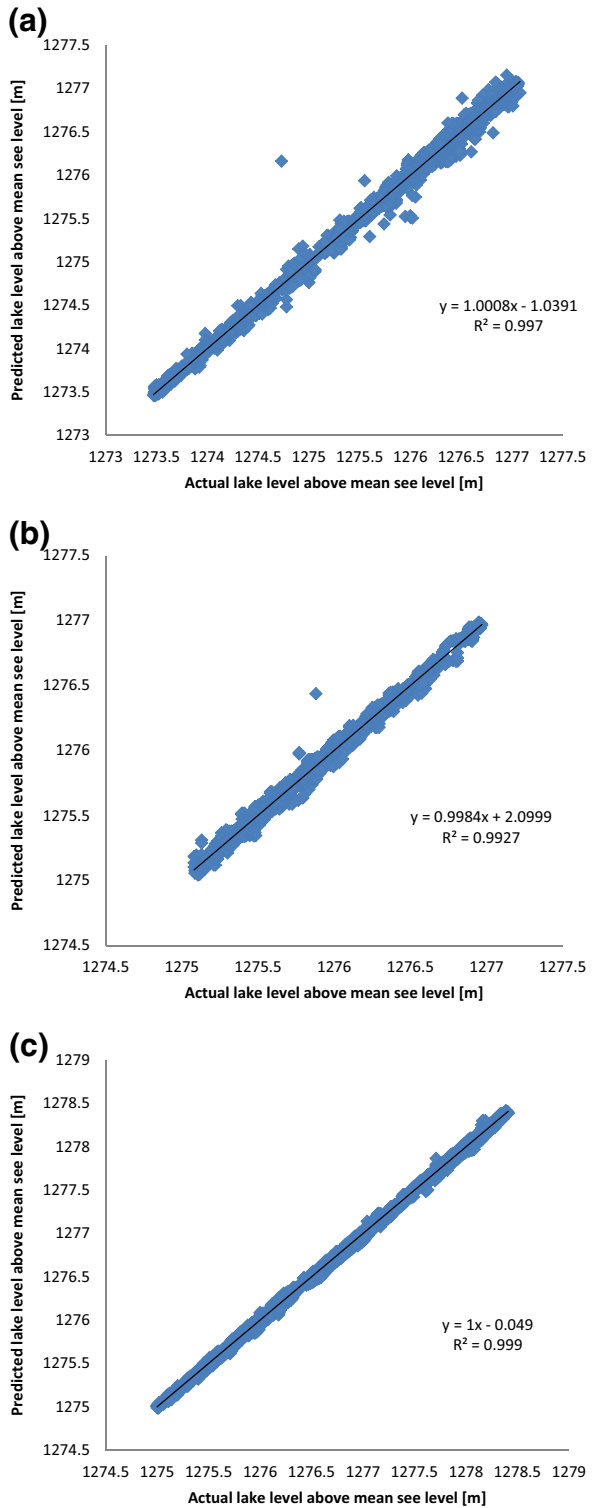 (a)
1277.5
1277
1276.5
1276
1275.5
1275
1274.5
1274
1273.5
1273
Predicted lake level above mean see level [m]
y = 1.0008x - 1.0391
R² = 0.997
1273 1273.5 1274 1274.5 1275 1275.5 1276 1276.5 1277 1277.5
Actual lake level above mean see level [m]
(b)
1277.5
1277
1276.5
1276
1275.5
1275
1274.5
Predicted lake level above mean see level [m]
y = 0.9984x + 2.0999
R² = 0.9927
1274.5 1275 1275.5 1276 1276.5 1277 1277.5
Actual lake level above mean see level [m]
(c)
1279
1278.5
1278
1277.5
1277
1276.5
1276
1275.5
1275
1274.5
Predicted lake level above mean see level [m]
y = 1x - 0.049
R² = 0.999
1274.5 1275 1275.5 1276 1276.5 1277 1277.5 1278 1278.5 1279
Actual lake level above mean see level [m]